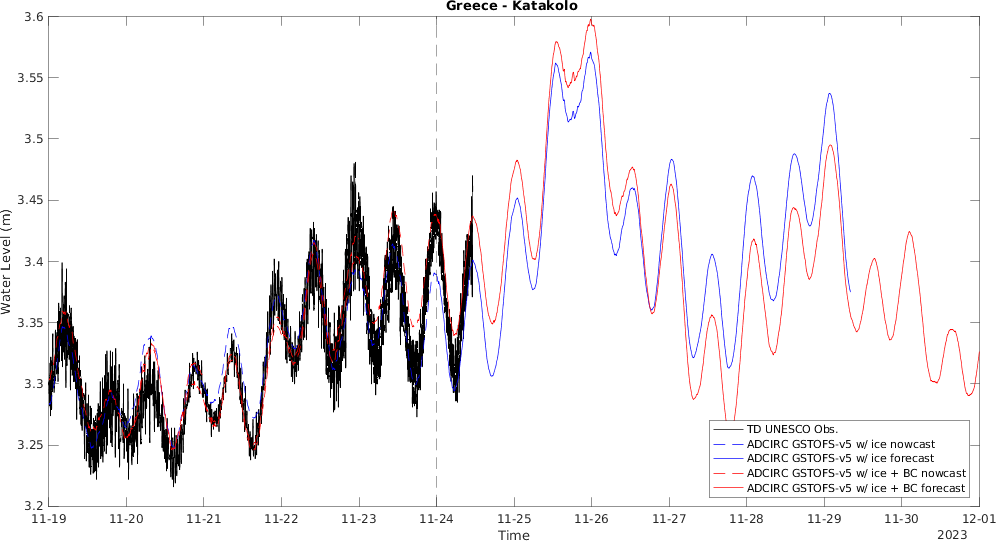 Greece - Katakolo
3.6
3.55
3.5
3.45
3.4
3.35
3.3
3.25
3.2
Water Level (m)
11-19 11-20 11-21 11-22 11-23 11-24 11-25 11-26 11-27 11-28 11-29 11-30 12-01
Time
2023
TD UNESCO Obs.
ADCIRC GSTOFS-v5 w/ ice nowcast
ADCIRC GSTOFS-v5 w/ ice forecast
ADCIRC GSTOFS-v5 w/ ice + BC nowcast
ADCIRC GSTOFS-v5 w/ ice + BC forecast